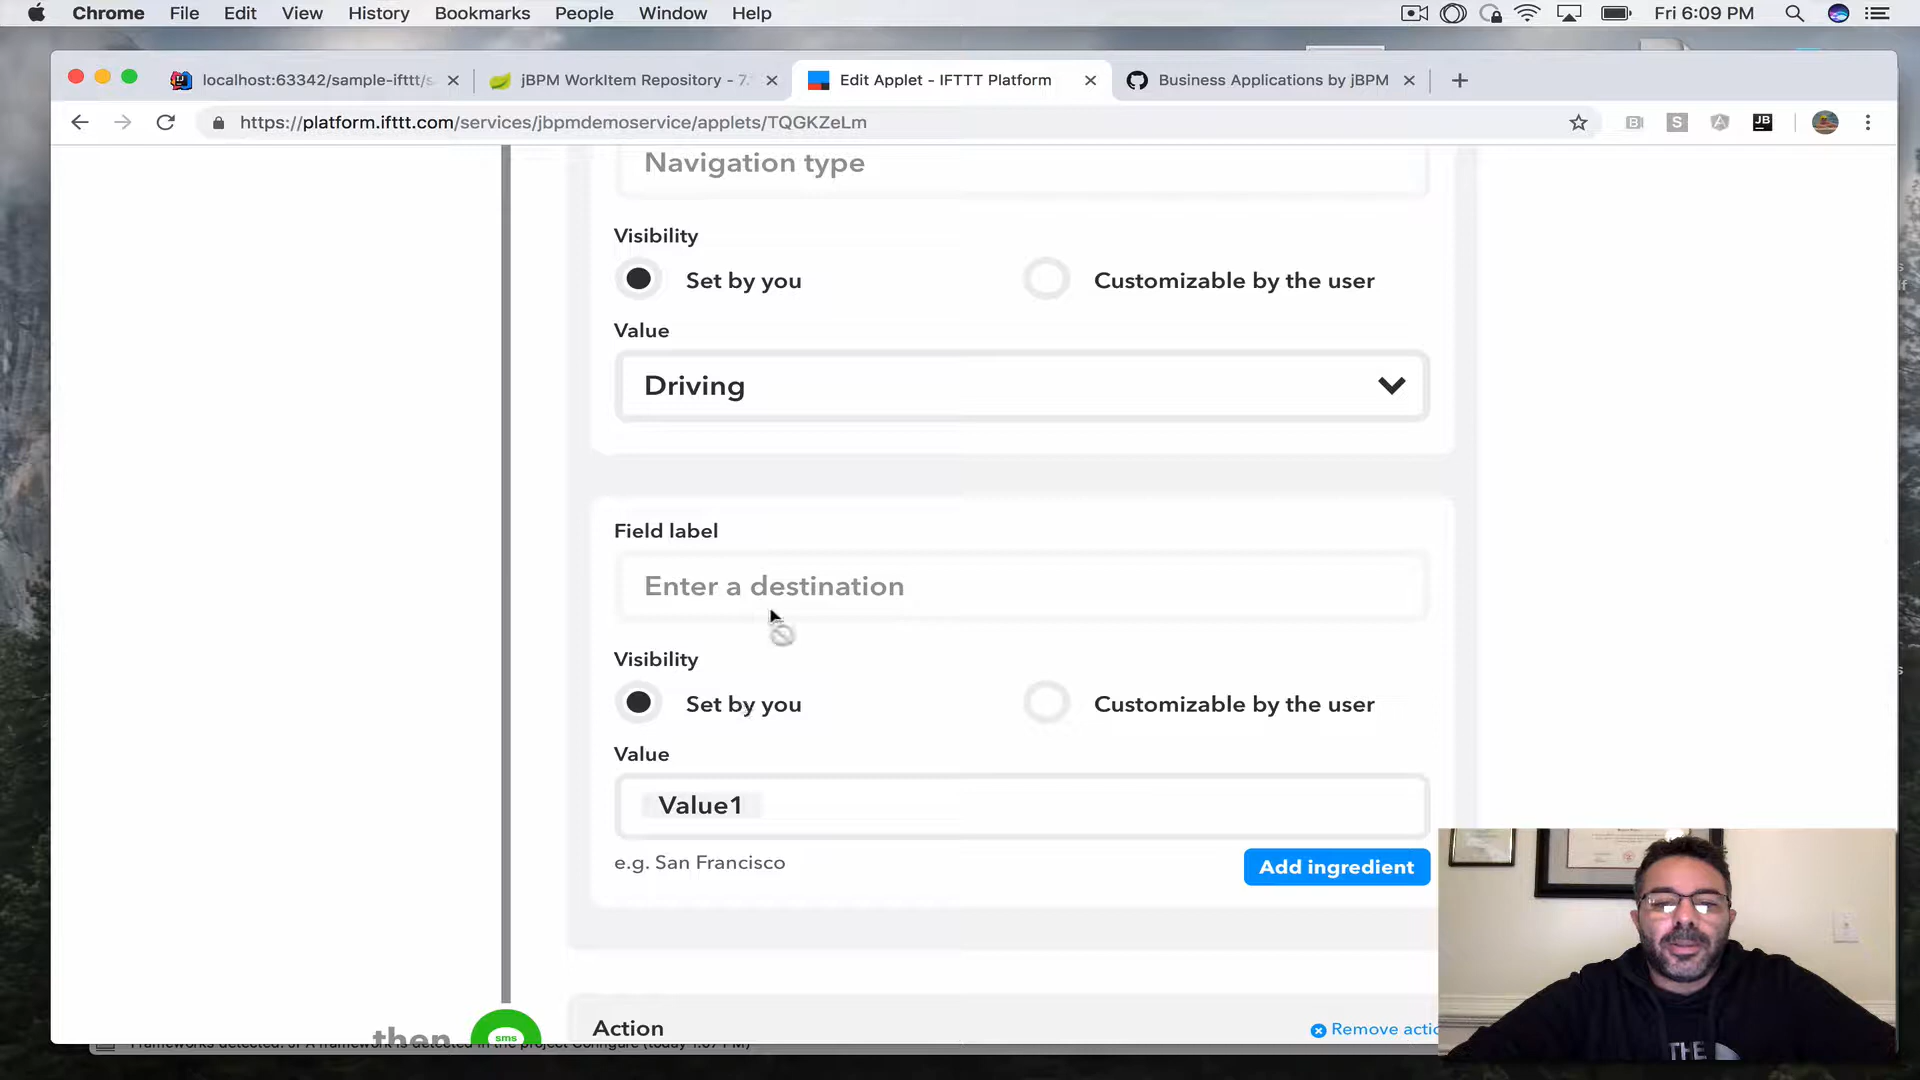 Chrome File Edit View History Bookmarks People Window Help Fri 6:09 PM
localhost:63342/sample-ifttt/s jBPM WorkItem Repository - 7. Edit Applet - IFTTT Platform Business Applications by jBPM
https://platform.ifttt.com/services/jbpmdemoservice/applets/TQGKZeLm
Navigation type
Visibility
Set by you Customizable by the user
Value
Driving
Field label
Enter a destination
Visibility
Set by you Customizable by the user
Value
Value1
e.g. San Francisco
Add ingredient
then sms
Action
Remove actio
THE